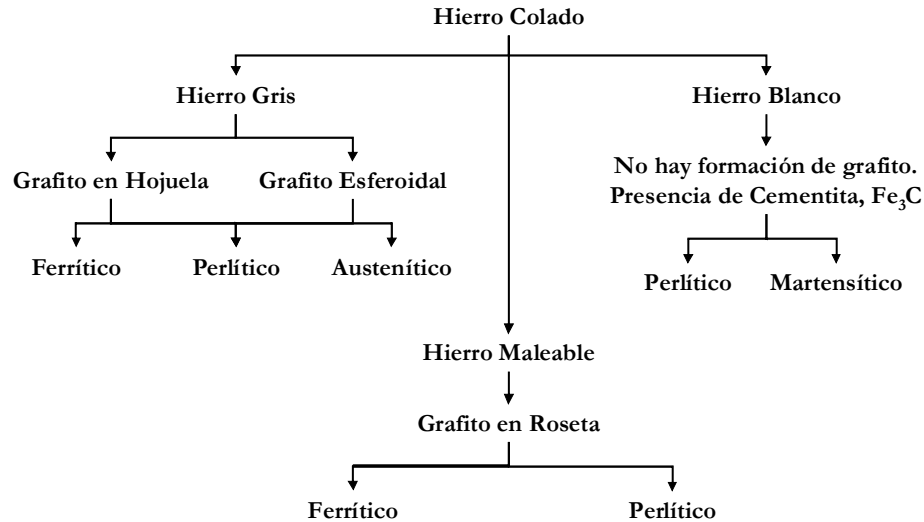 Hierro Colado
Hierro Gris
Hierro Blanco
Grafito en Hojuela
Grafito Esferoidal
No hay formación de grafito.
Presencia de Cementita, Fe₃C
Ferrítico
Perlítico
Austenítico
Perlítico
Martensítico
Hierro Maleable
Grafito en Roseta
Ferrítico
Perlítico